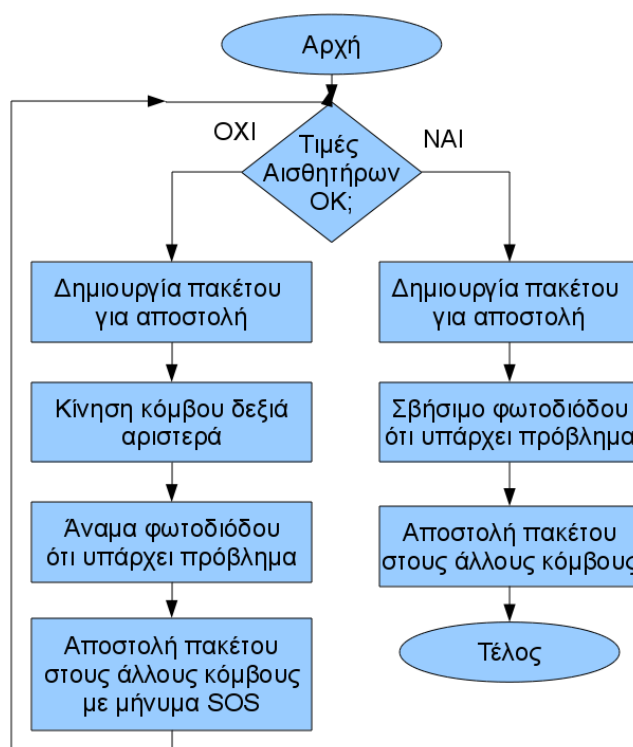 Αρχή
ΟΧΙ
Τιμές
Αισθητήρων
ΟΚ;
ΝΑΙ
Δημιουργία πακέτου
για αποστολή
Κίνηση κόμβου δεξιά
αριστερά
Άναμα φωτοδιόδου
ότι υπάρχει πρόβλημα
Αποστολή πακέτου
στους άλλους κόμβους
με μήνυμα SOS
Δημιουργία πακέτου
για αποστολή
Σβήσιμο φωτοδιόδου
ότι υπάρχει πρόβλημα
Αποστολή πακέτου
στους άλλους κόμβους
Τέλος